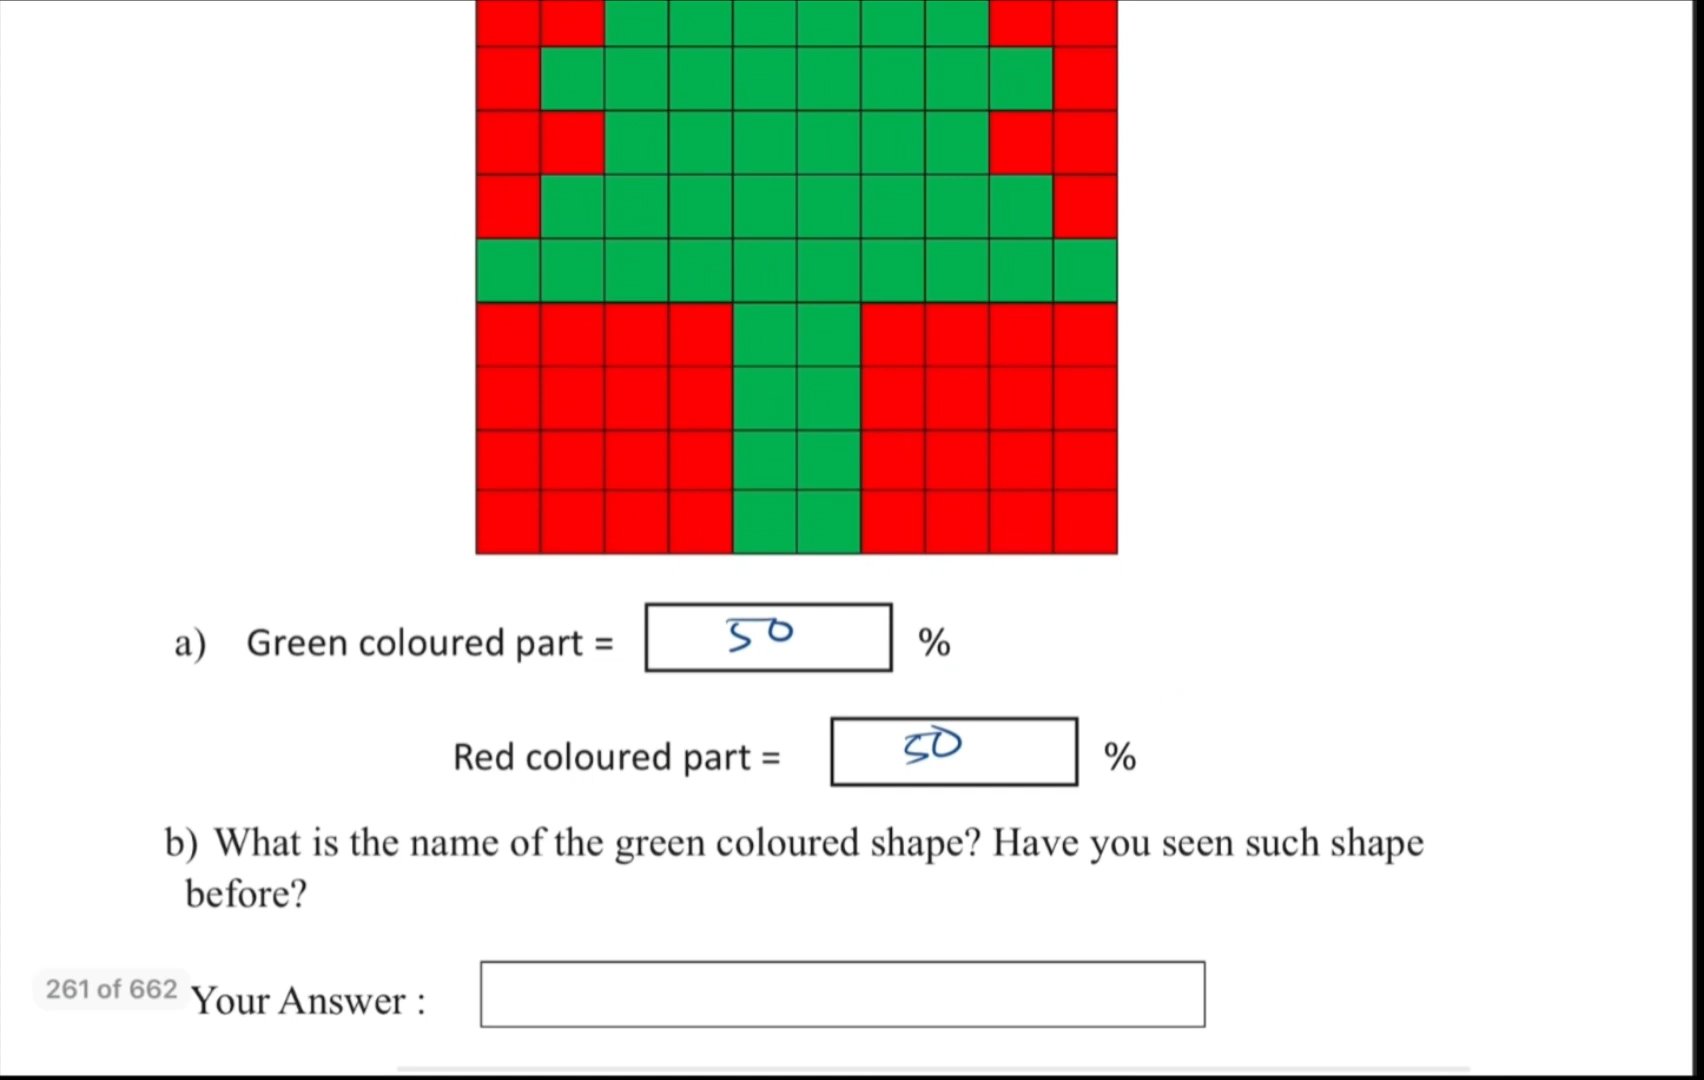 a) Green coloured part = 50 %
Red coloured part = 50 %
b) What is the name of the green coloured shape? Have you seen such shape
before?
261 of 662 Your Answer :